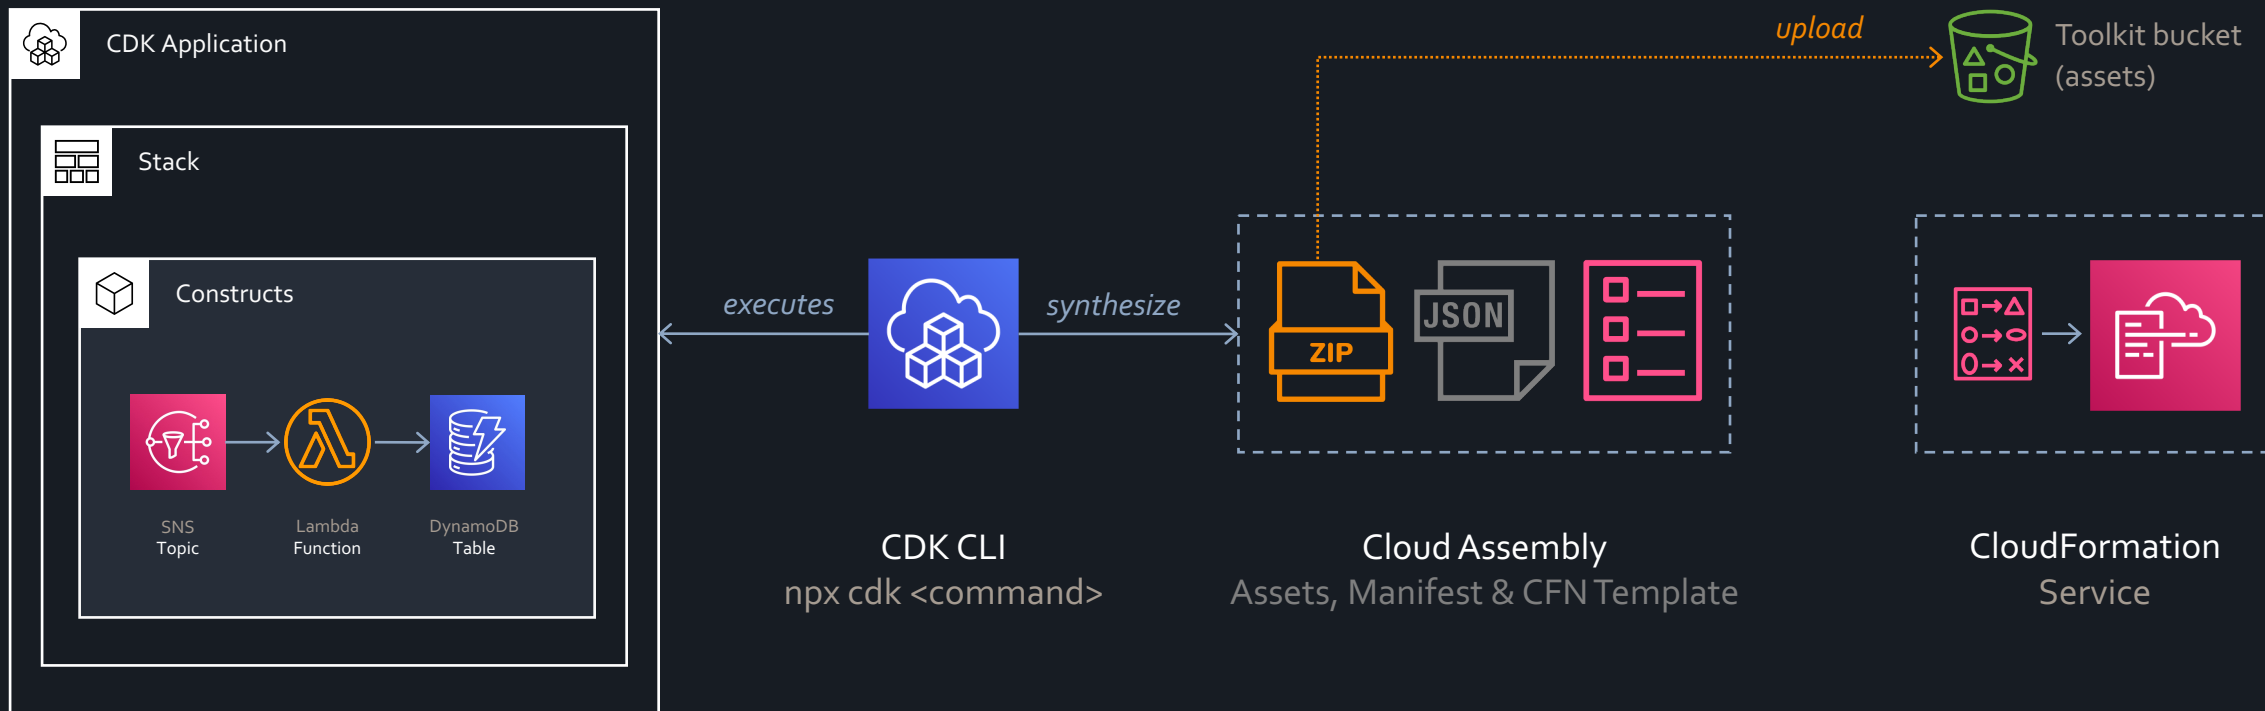 CDK Application
Stack
Constructs
SNS
Topic
Lambda
Function
DynamoDB
Table
executes
synthesize
upload
Toolkit bucket
(assets)
ZIP
JSON
CDK CLI
npx cdk <command>
Cloud Assembly
Assets, Manifest & CFN Template
CloudFormation
Service